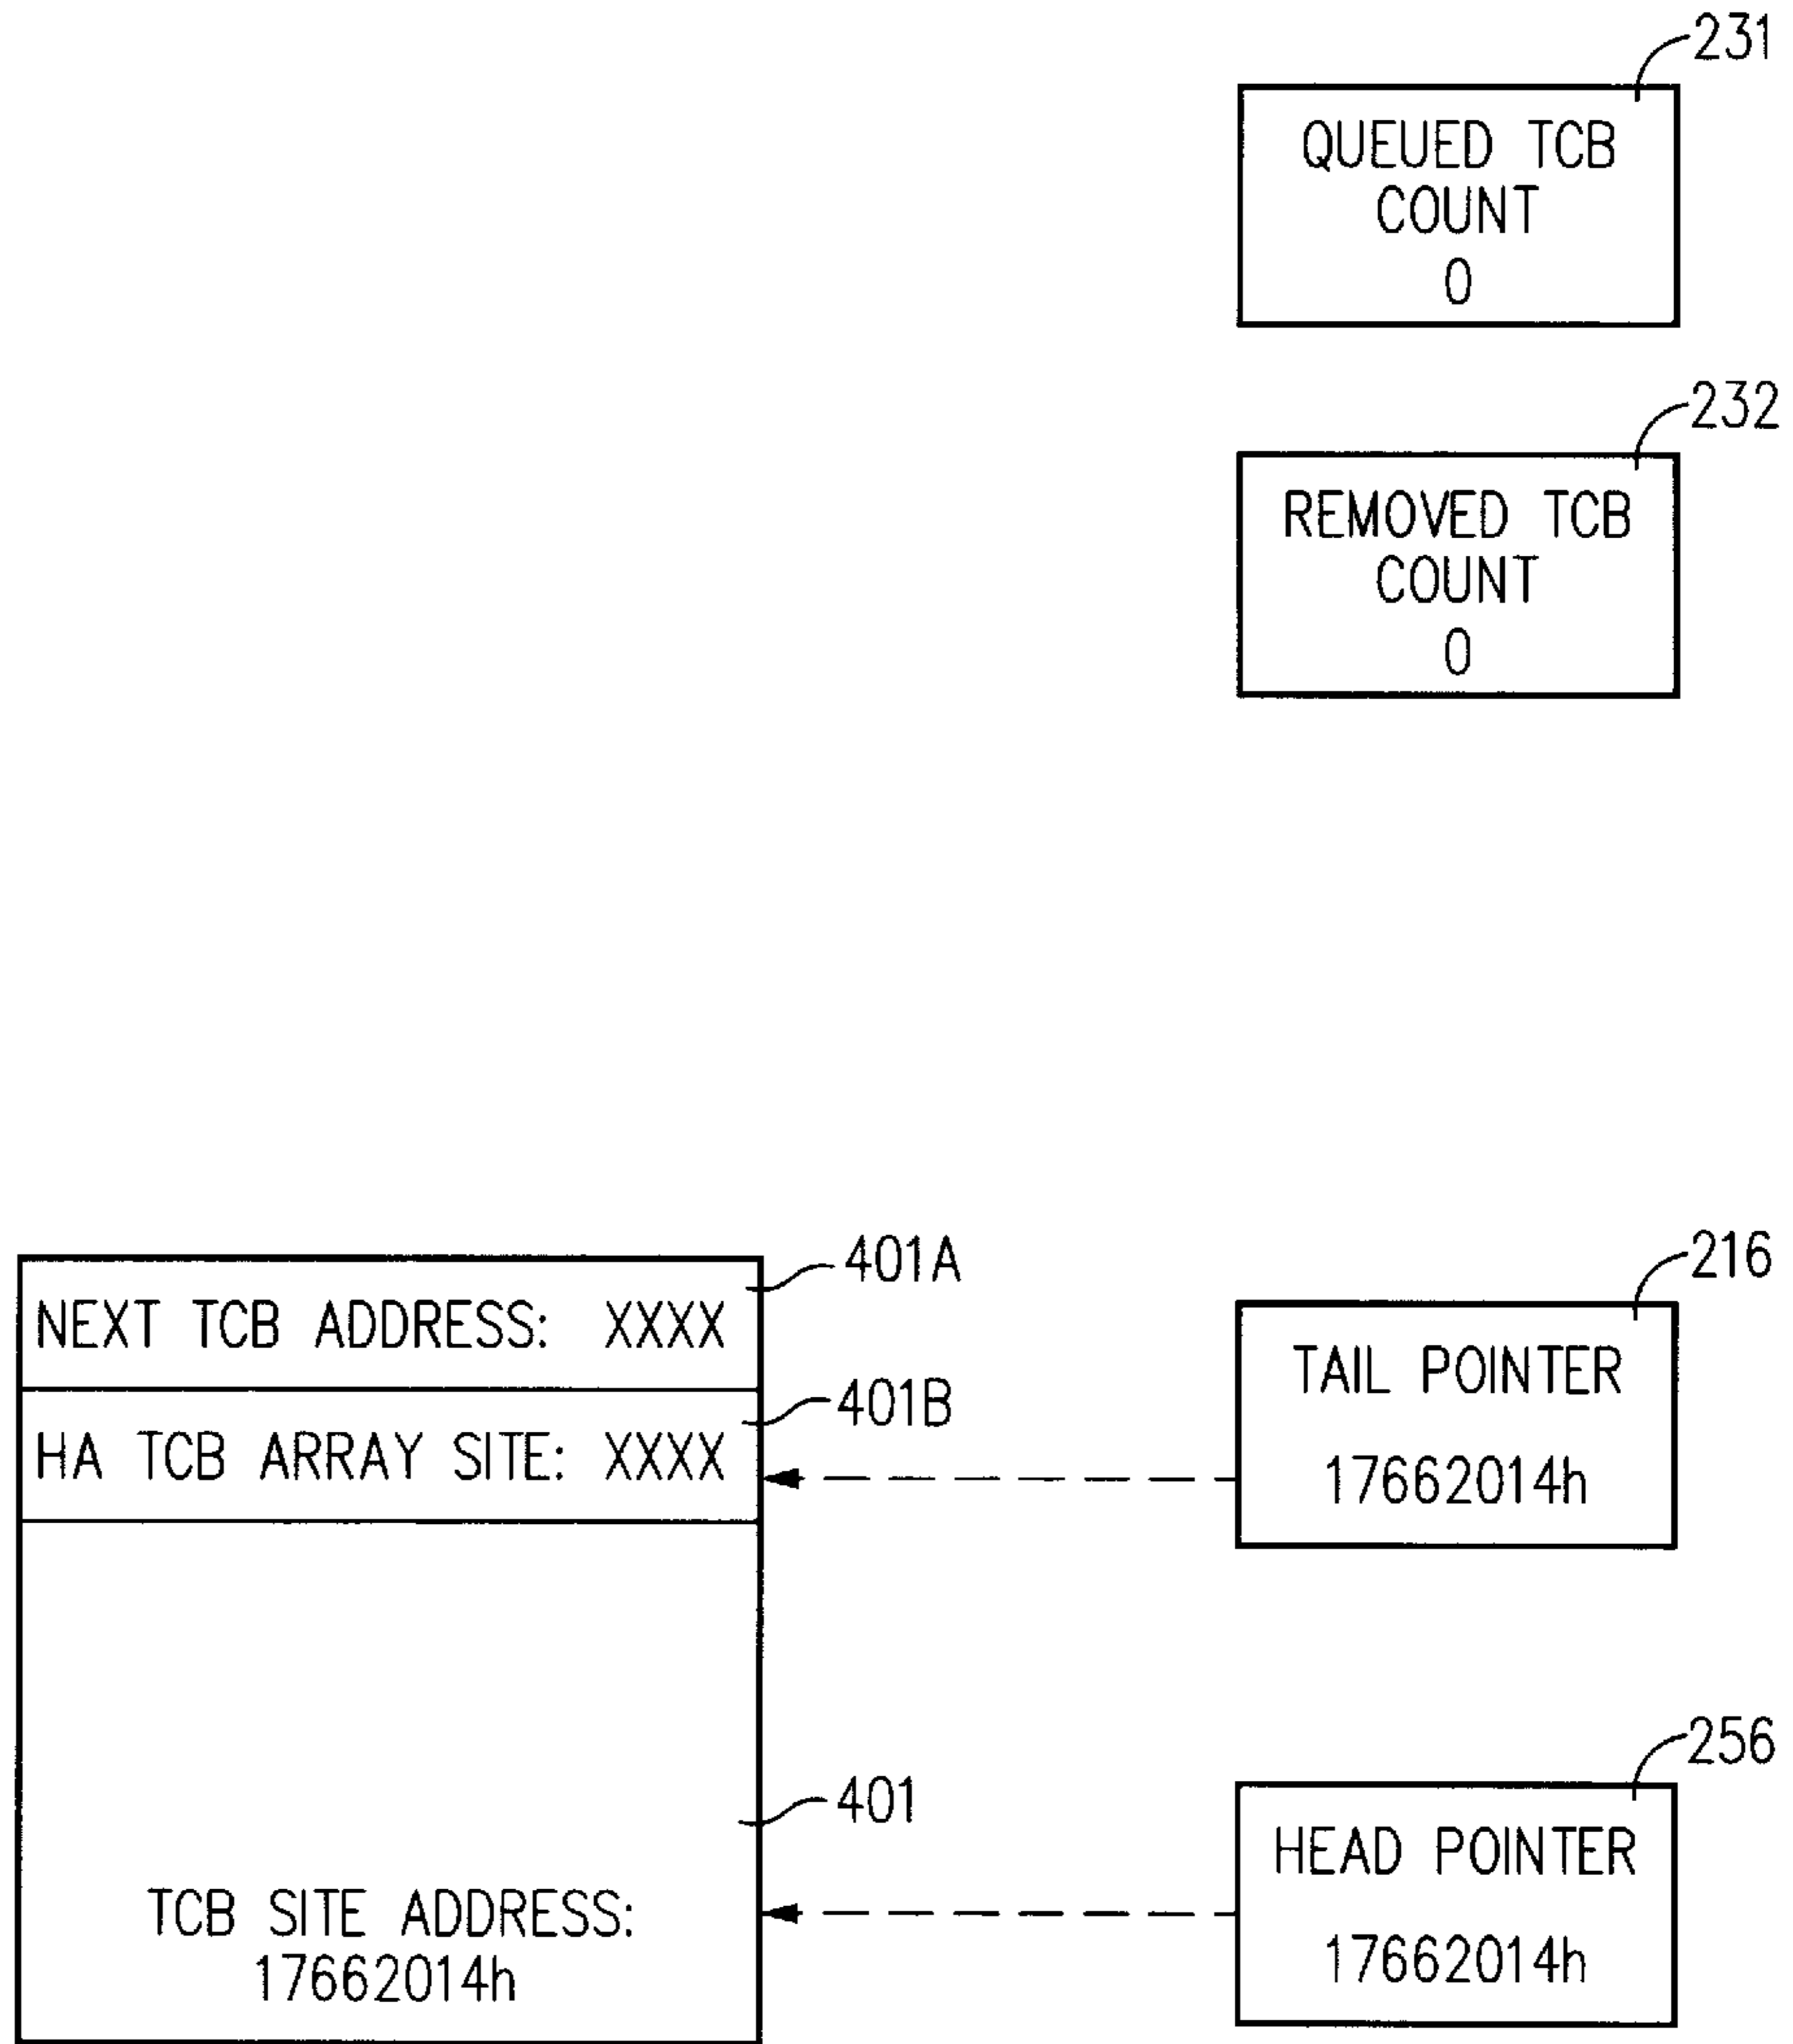 231
QUEUED TCB
COUNT
0
232
REMOVED TCB
COUNT
0
401A
NEXT TCB ADDRESS: XXXX
401B
HA TCB ARRAY SITE: XXXX
216
TAIL POINTER
17662014h
401
TCB SITE ADDRESS:
17662014h
256
HEAD POINTER
17662014h